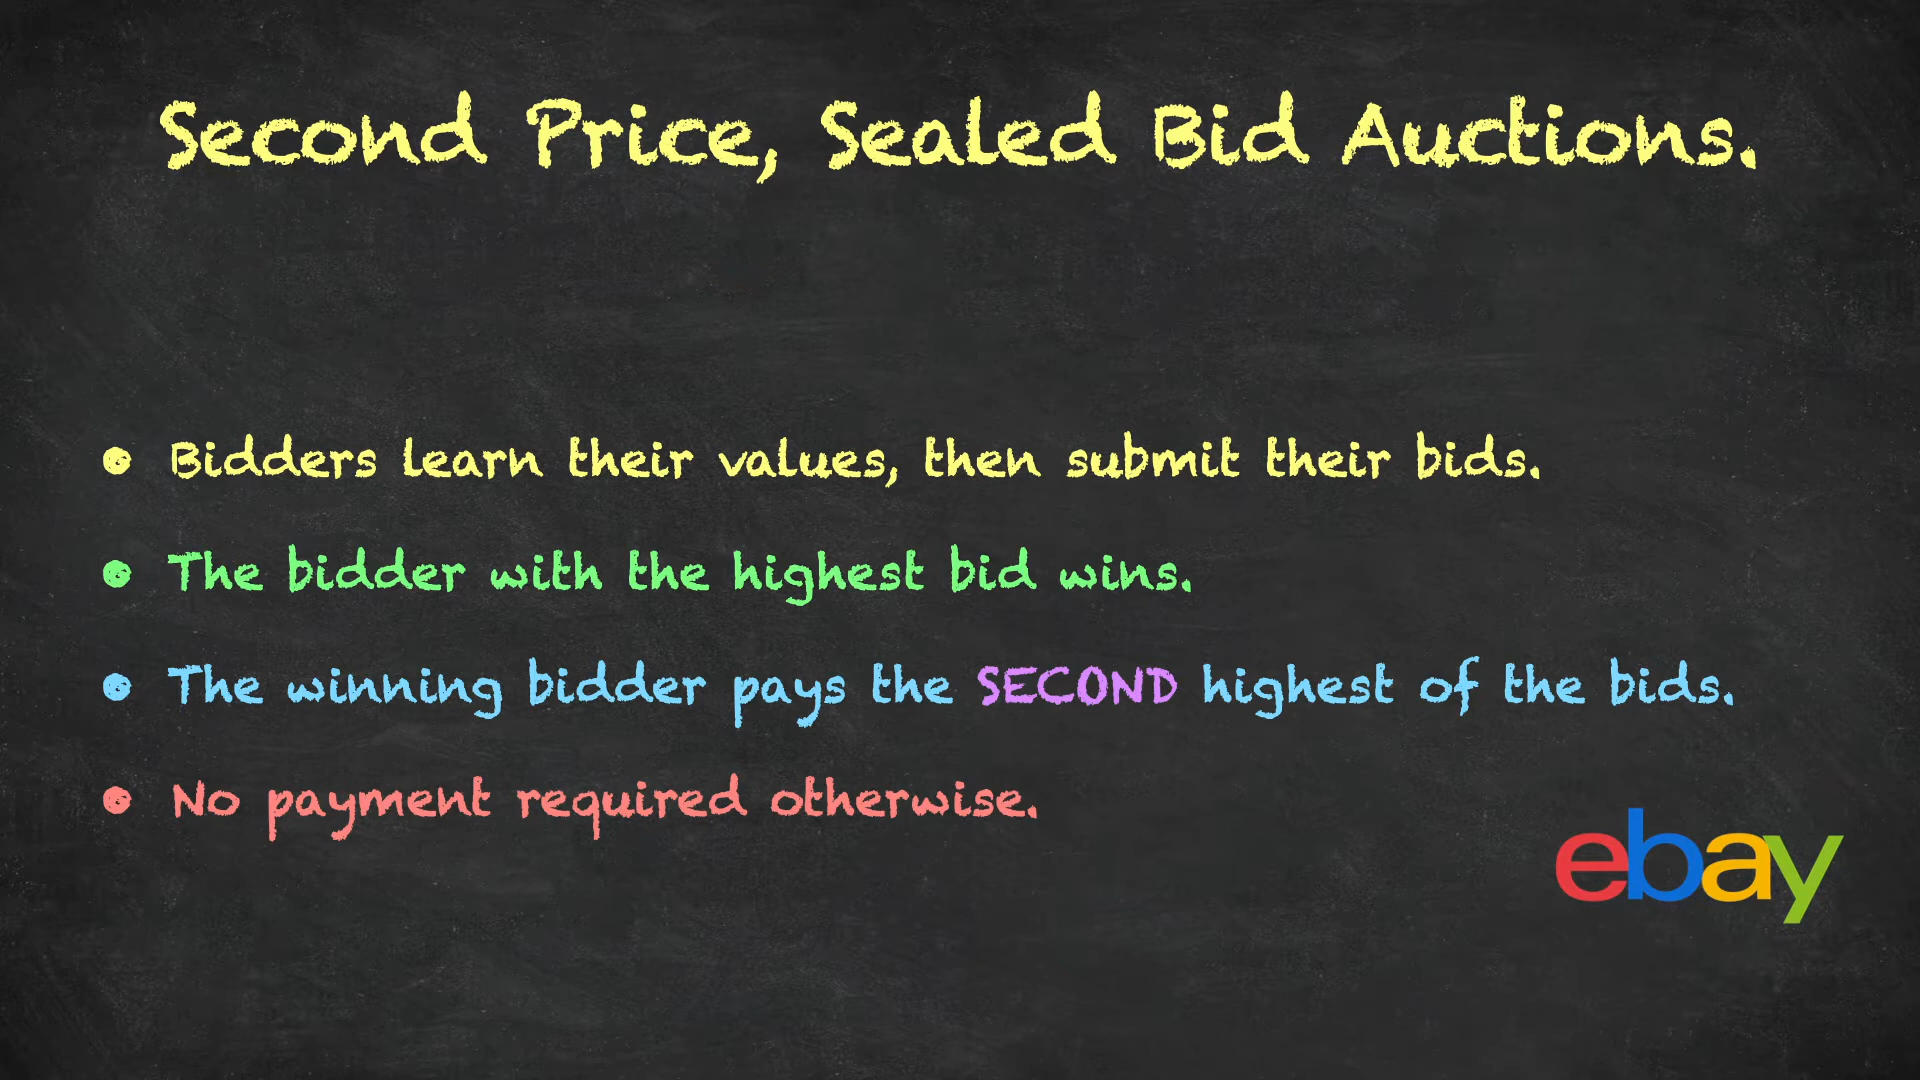 Second Price, Sealed Bid Auctions.
• Bidders learn their values, then submit their bids.
• The bidder with the highest bid wins.
• The winning bidder pays the SECOND highest of the bids.
• No payment required otherwise.
ebay